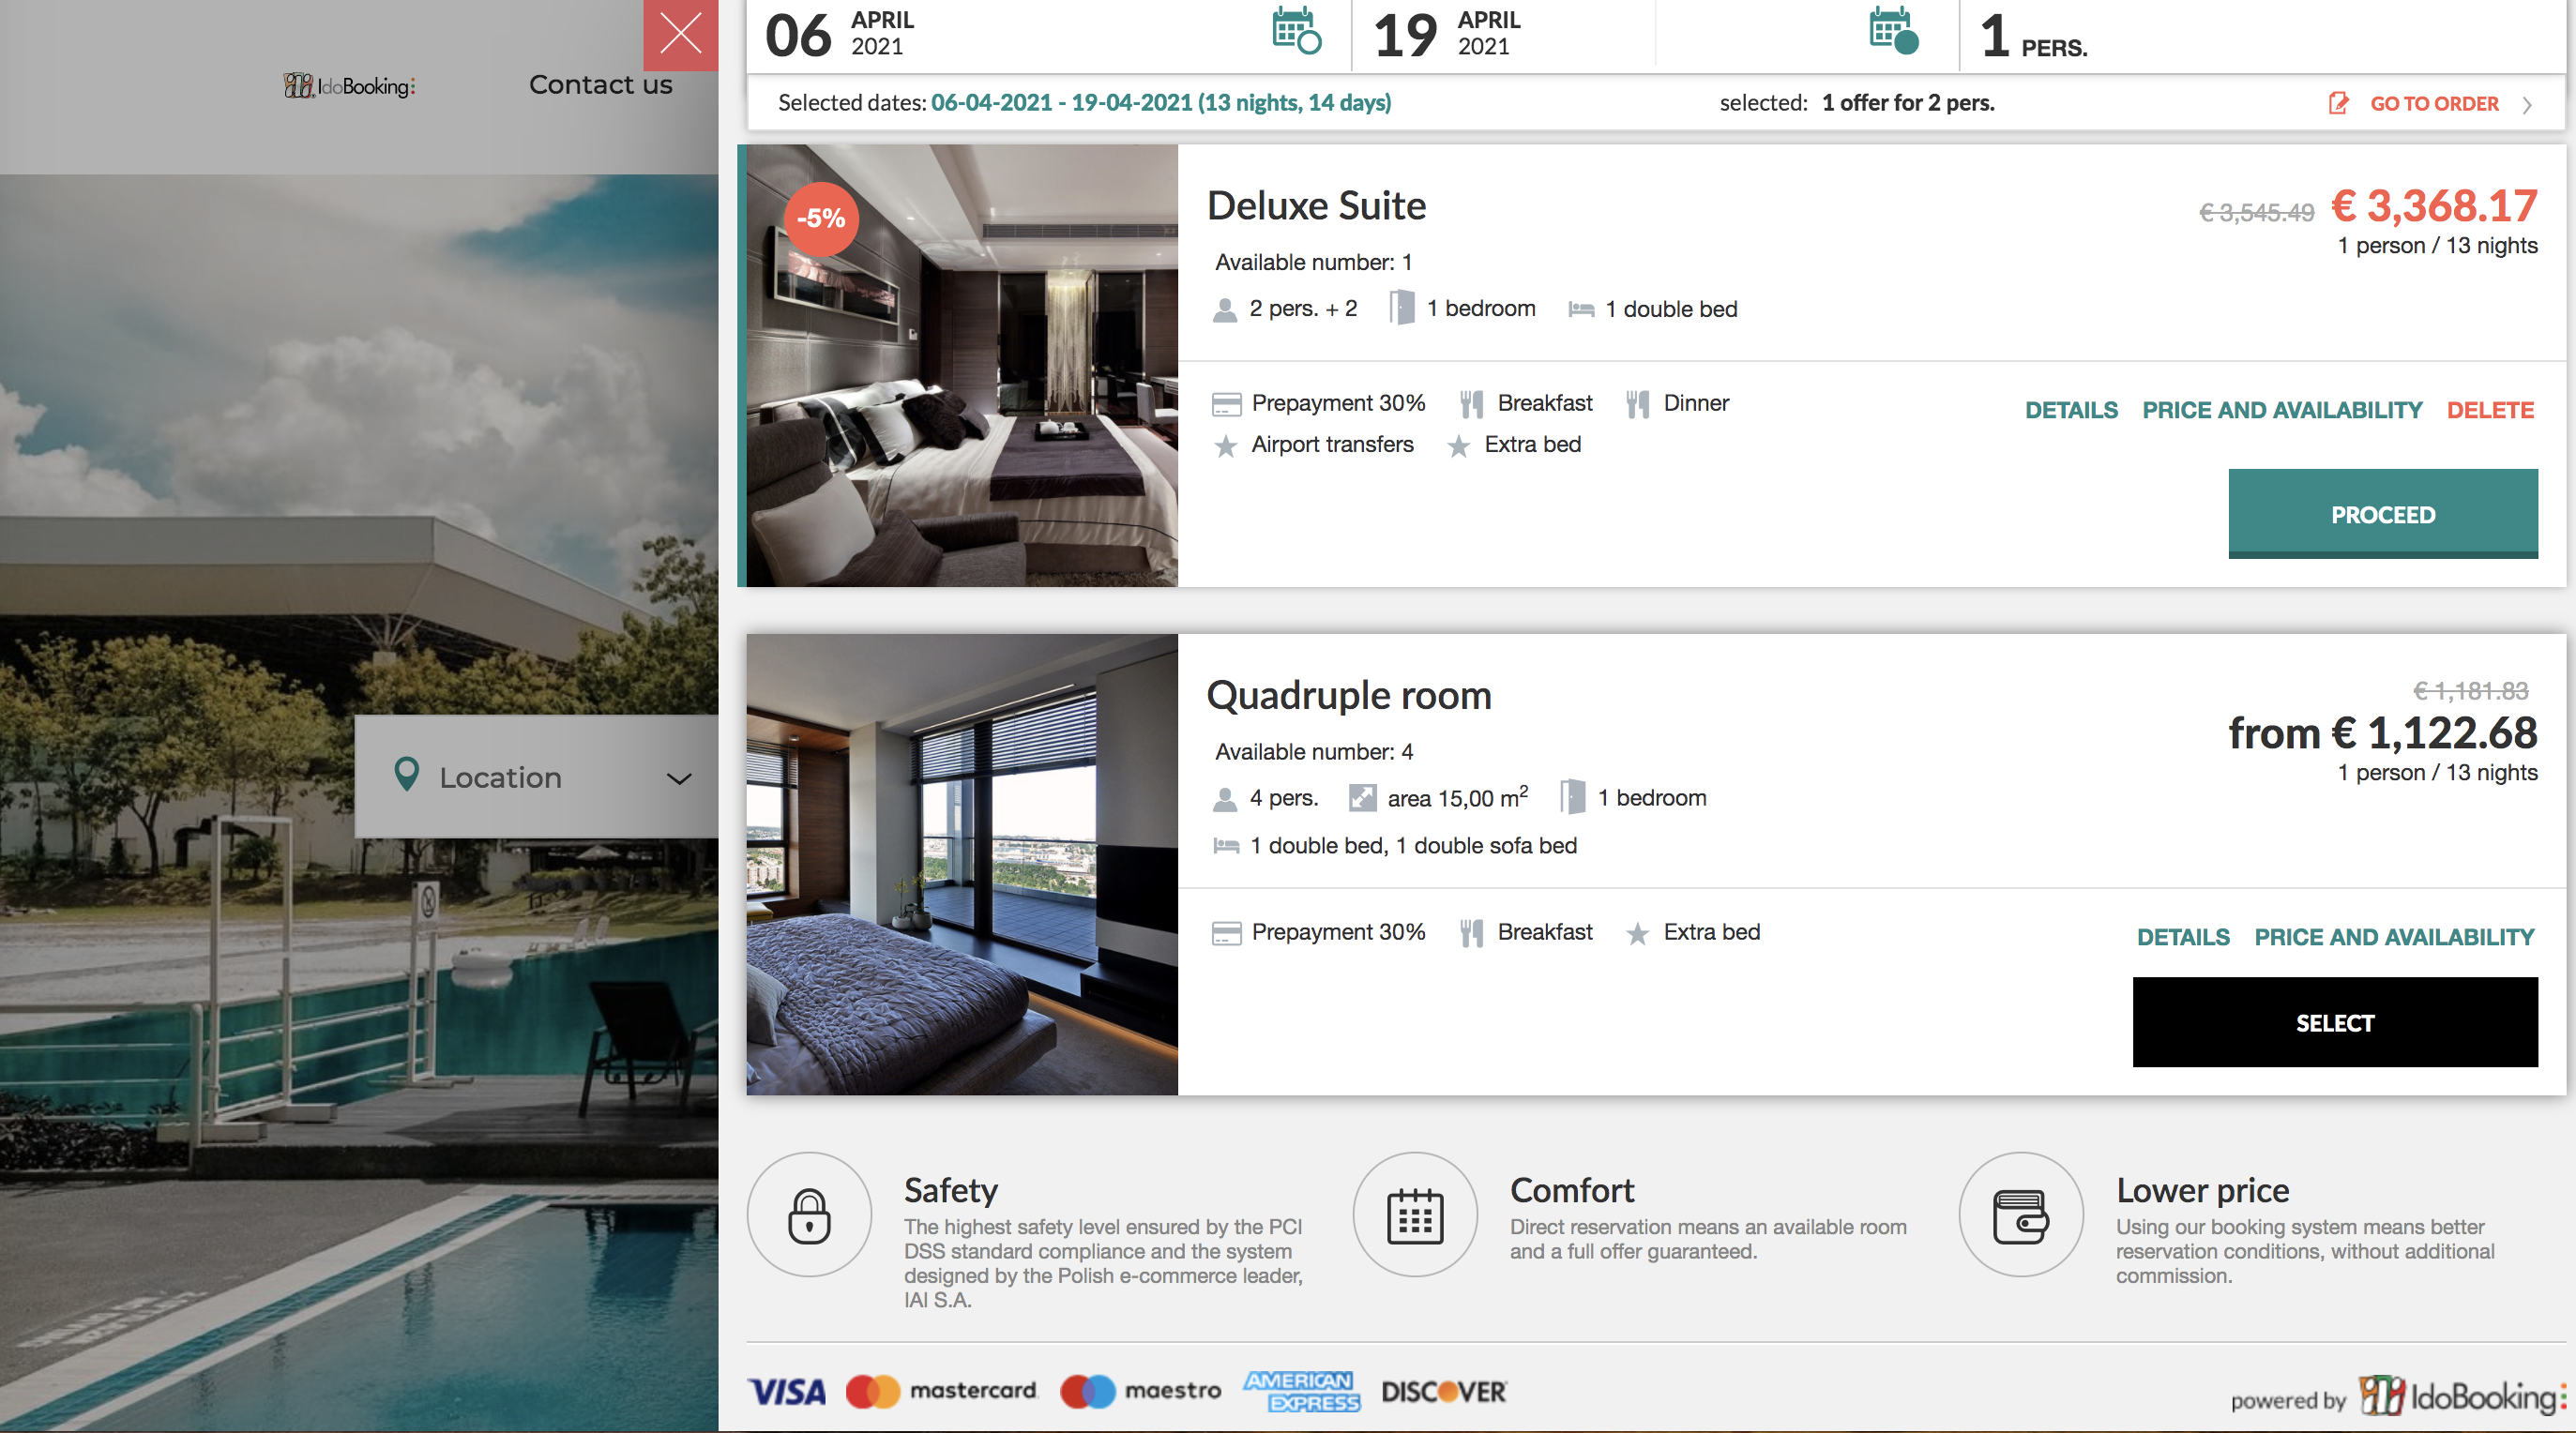 IdoBooking:
Contact us
Location
06 APRIL 2021
19 APRIL 2021
1 PERS.
Selected dates: 06-04-2021 - 19-04-2021 (13 nights, 14 days)
selected: 1 offer for 2 pers.
GO TO ORDER
-5%
Deluxe Suite
€ 3,545.49 € 3,368.17
1 person / 13 nights
Available number: 1
2 pers. + 2 1 bedroom 1 double bed
Prepayment 30% Breakfast Dinner
Airport transfers Extra bed
DETAILS PRICE AND AVAILABILITY DELETE
PROCEED
Quadruple room
€ 1,181.83
from € 1,122.68
1 person / 13 nights
Available number: 4
4 pers. area 15,00 m² 1 bedroom
1 double bed, 1 double sofa bed
Prepayment 30% Breakfast Extra bed
DETAILS PRICE AND AVAILABILITY
SELECT
Safety
The highest safety level ensured by the PCI
DSS standard compliance and the system
designed by the Polish e-commerce leader,
IAI S.A.
Comfort
Direct reservation means an available room
and a full offer guaranteed.
Lower price
Using our booking system means better
reservation conditions, without additional
commission.
VISA mastercard maestro AMERICAN EXPRESS DISCOVER
powered by IdoBooking: